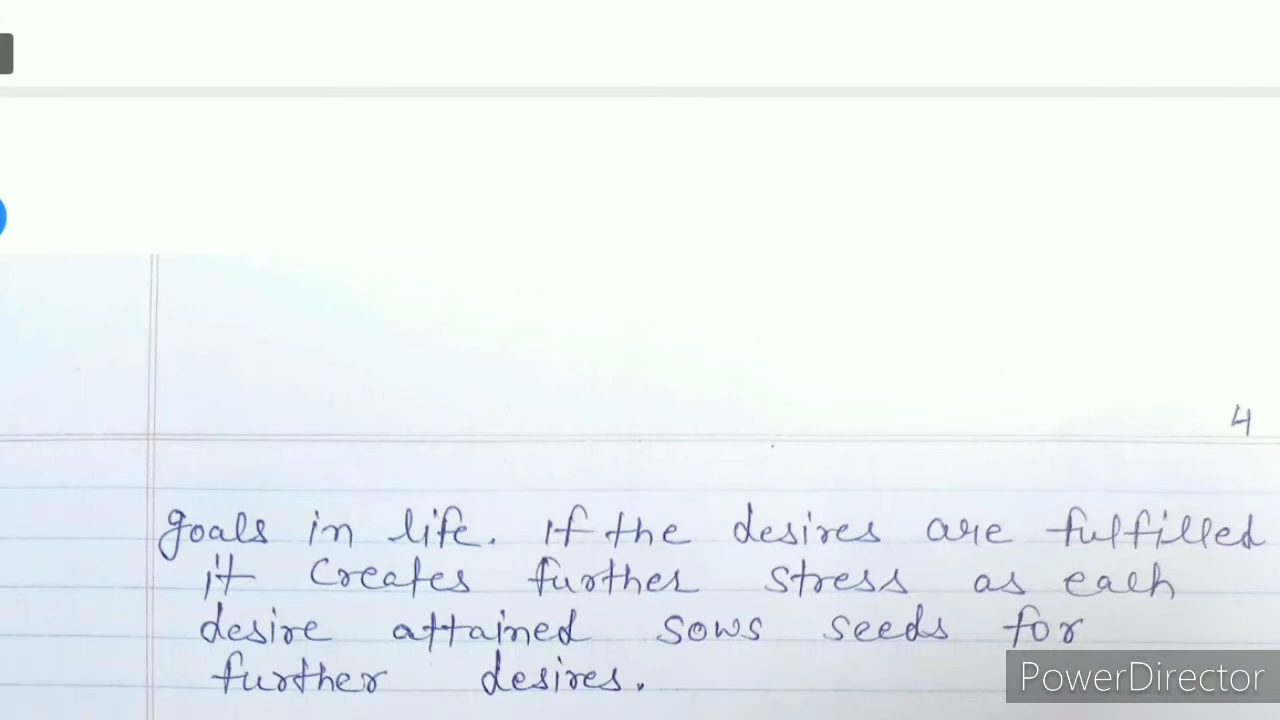 4
goals in life. If the desires are fulfilled
it creates further stress as each
desire attained sows seeds for
further desires.
PowerDirector